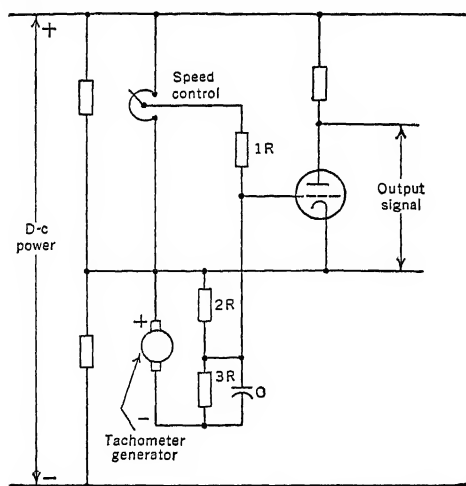 +
Speed
control
1R
Output
signal
D-c
power
2R
+
3R
C
-
Tachometer
generator
-